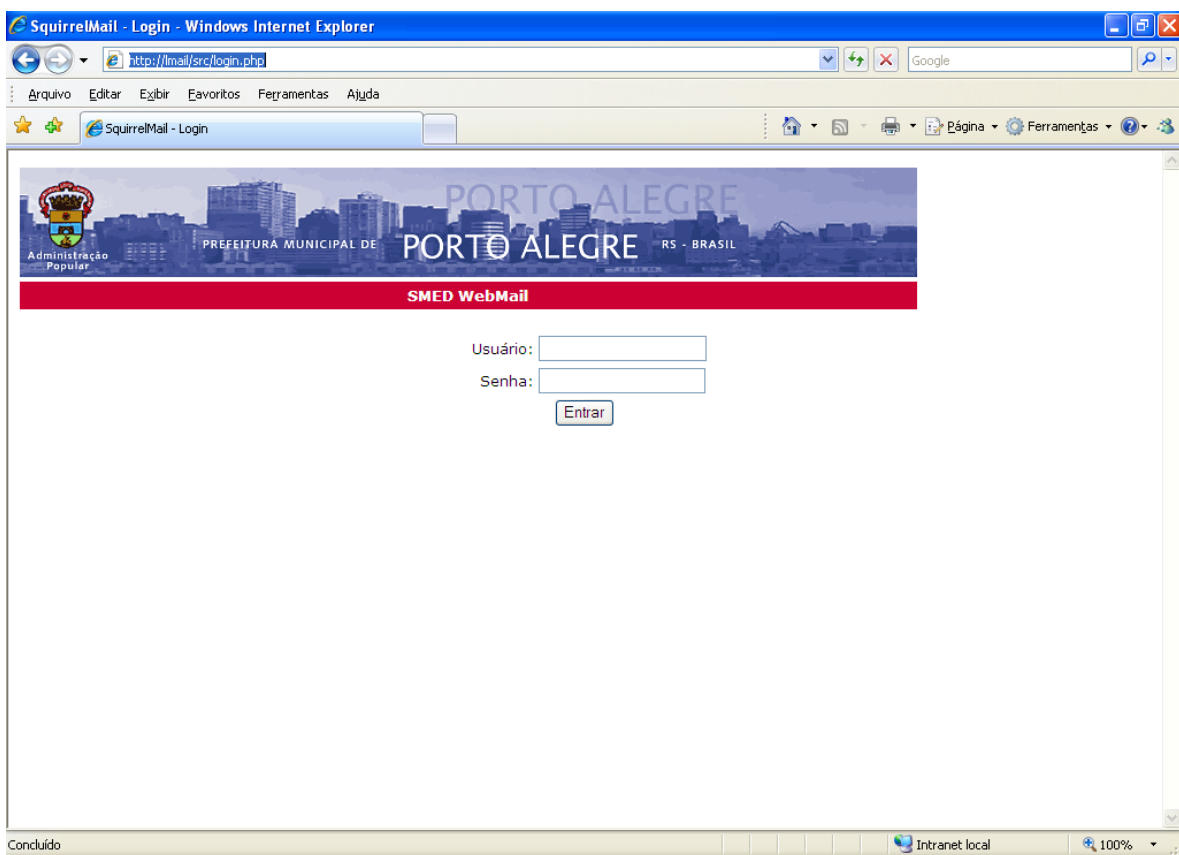 SquirrelMail - Login - Windows Internet Explorer
http://lmail/src/login.php
Google
Arquivo Editar Exibir Favoritos Ferramentas Ajuda
SquirrelMail - Login
Página Ferramentas
PORTO ALEGRE
PREFEITURA MUNICIPAL DE PORTO ALEGRE RS - BRASIL
Administração
Popular
SMED WebMail
Usuário:
Senha:
Entrar
Concluído Intranet local 100%